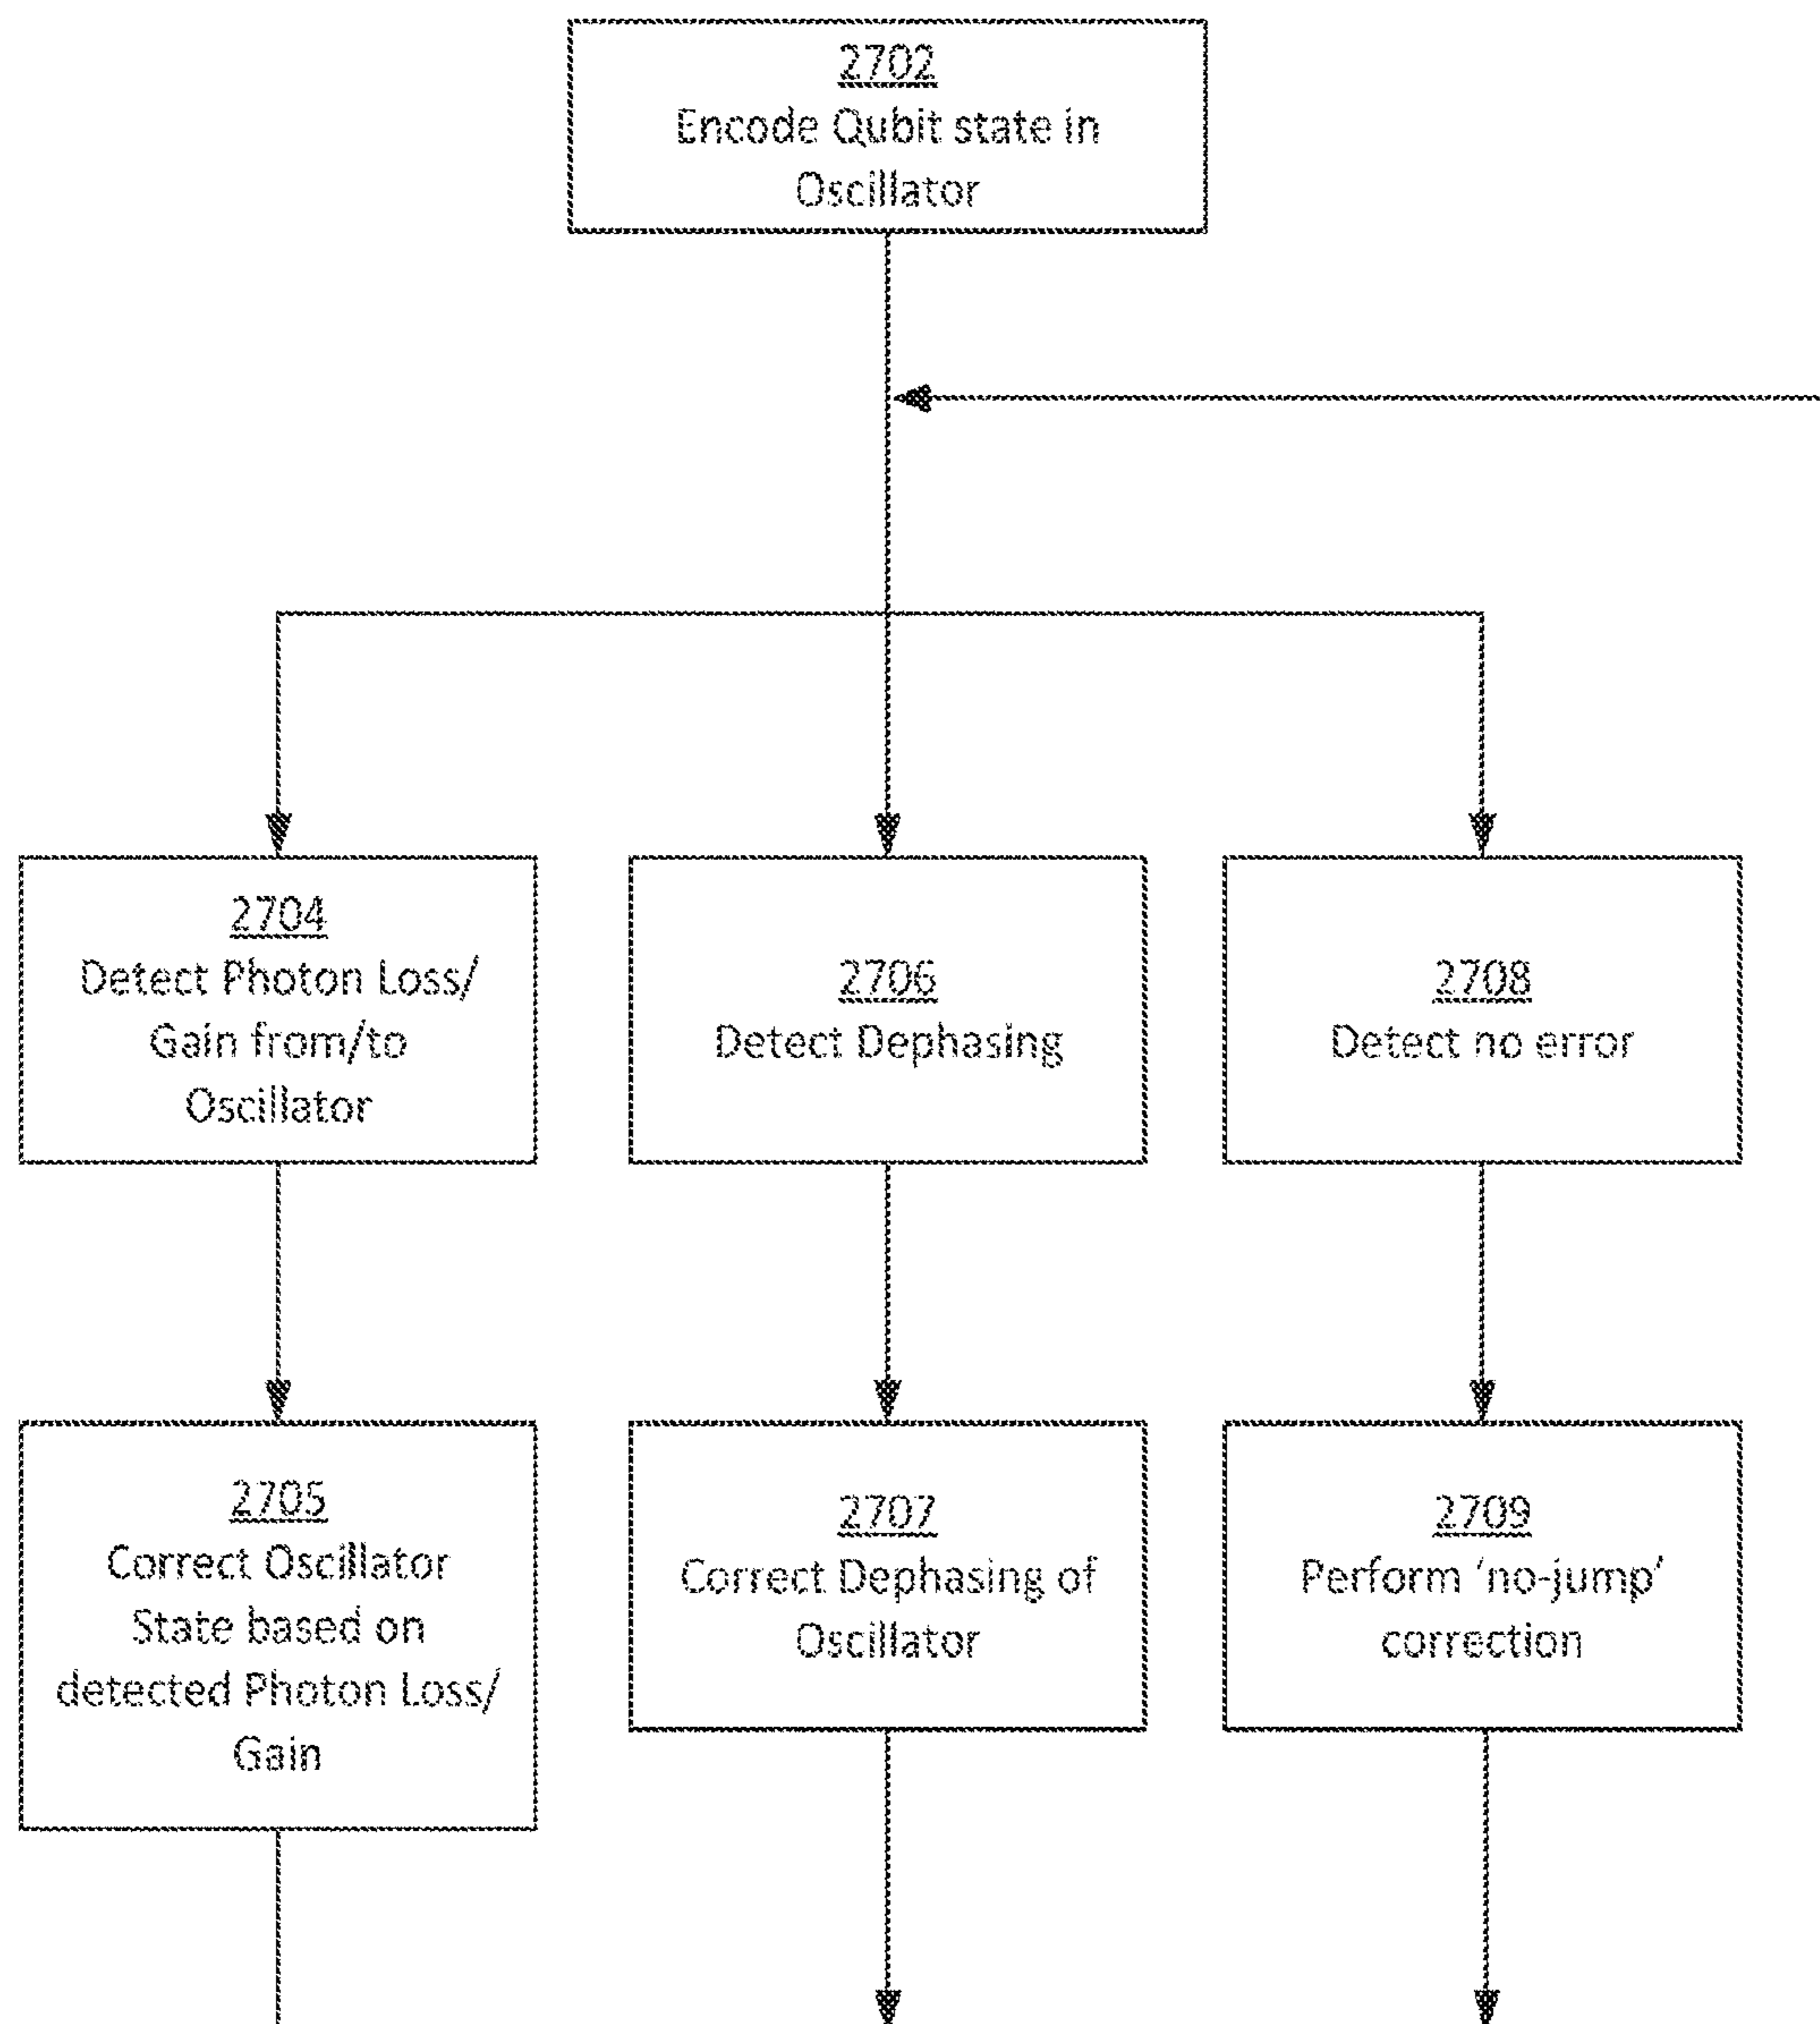 2702
Encode Qubit state in
Oscillator
2704
Detect Photon Loss/
Gain from/to
Oscillator
2706
Detect Dephasing
2708
Detect no error
2705
Correct Oscillator
State based on
detected Photon Loss/
Gain
2707
Correct Dephasing of
Oscillator
2709
Perform ‘no-jump’
correction